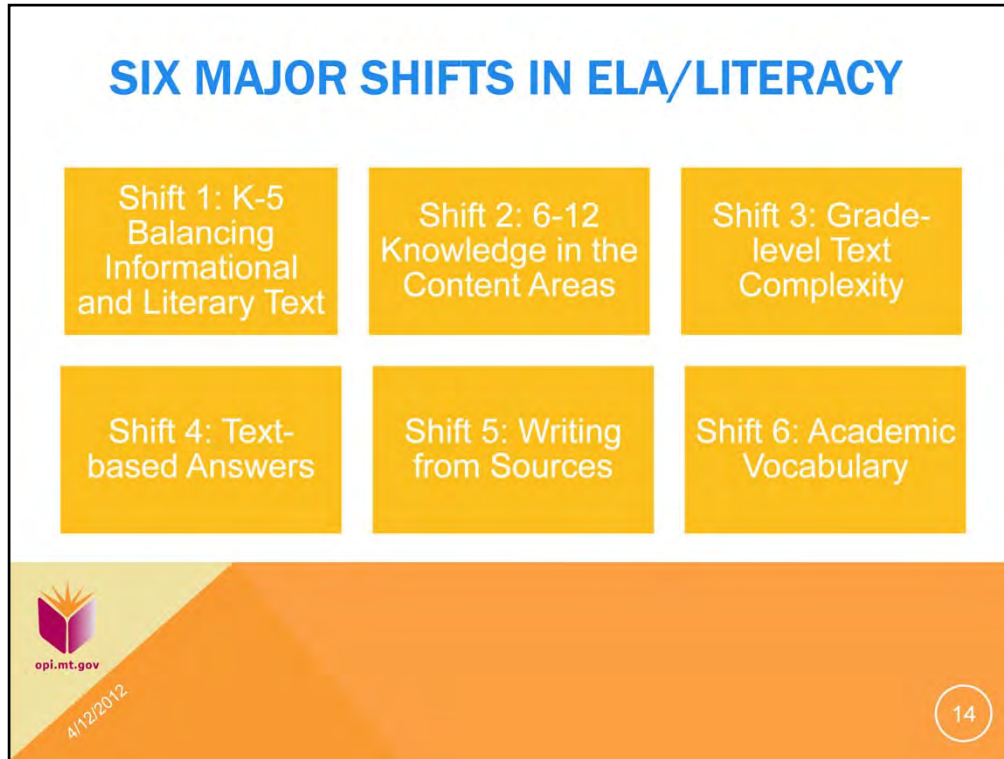 SIX MAJOR SHIFTS IN ELA/LITERACY
Shift 1: K-5
Balancing
Informational
and Literary Text
Shift 2: 6-12
Knowledge in the
Content Areas
Shift 3: Grade-
level Text
Complexity
Shift 4: Text-
based Answers
Shift 5: Writing
from Sources
Shift 6: Academic
Vocabulary
opi.mt.gov
4/12/2012
14